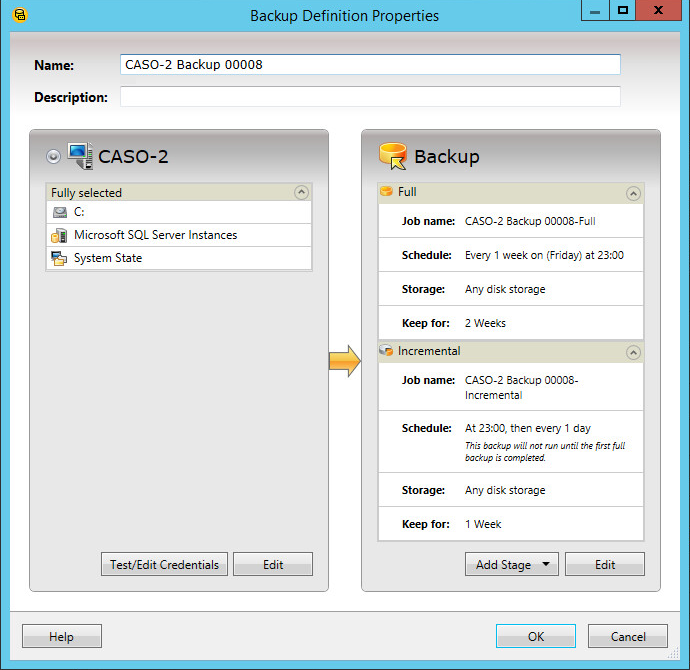 Backup Definition Properties
Name: CASO-2 Backup 00008
Description:
CASO-2
Fully selected
C:
Microsoft SQL Server Instances
System State
Test/Edit Credentials Edit
Backup
Full
Job name: CASO-2 Backup 00008-Full
Schedule: Every 1 week on (Friday) at 23:00
Storage: Any disk storage
Keep for: 2 Weeks
Incremental
Job name: CASO-2 Backup 00008-
Incremental
Schedule: At 23:00, then every 1 day
This backup will not run until the first full
backup is completed.
Storage: Any disk storage
Keep for: 1 Week
Add Stage Edit
Help OK Cancel